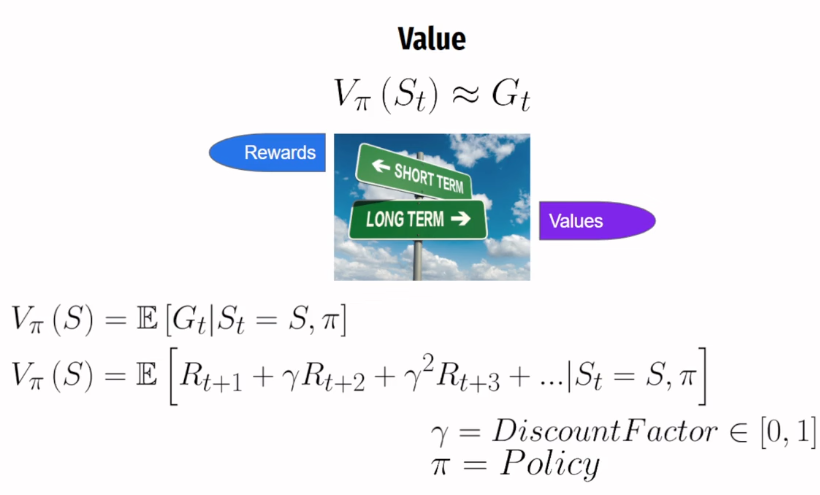 Value
V_π (S_t) ≈ G_t
Rewards
← SHORT TERM
LONG TERM →
Values
V_π (S) = 𝔼 [G_t|S_t = S, π]
V_π (S) = 𝔼 [R_{t+1} + γR_{t+2} + γ²R_{t+3} + ...|S_t = S, π]
γ = DiscountFactor ∈ [0, 1]
π = Policy